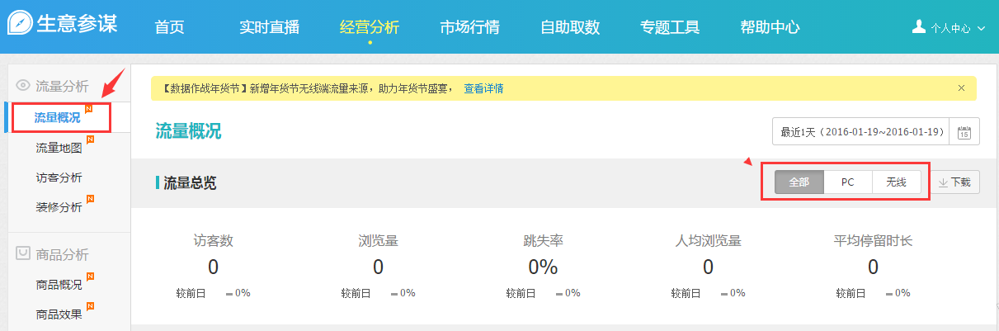 生意参谋 首页 实时直播 经营分析 市场行情 自助取数 专题工具 帮助中心 个人中心
流量分析
流量概况 N
流量地图 N
访客分析
装修分析 N
商品分析
商品概况 N
商品效果 N
【数据作战年货节】新增年货节无线端流量来源，助力年货节盛宴， 查看详情 ×
流量概况 最近1天（2016-01-19~2016-01-19） 15
流量总览 全部 PC 无线 下载
访客数 浏览量 跳失率 人均浏览量 平均停留时长
0 0 0% 0 0
较前日 0% 较前日 0% 较前日 0% 较前日 0% 较前日 0%